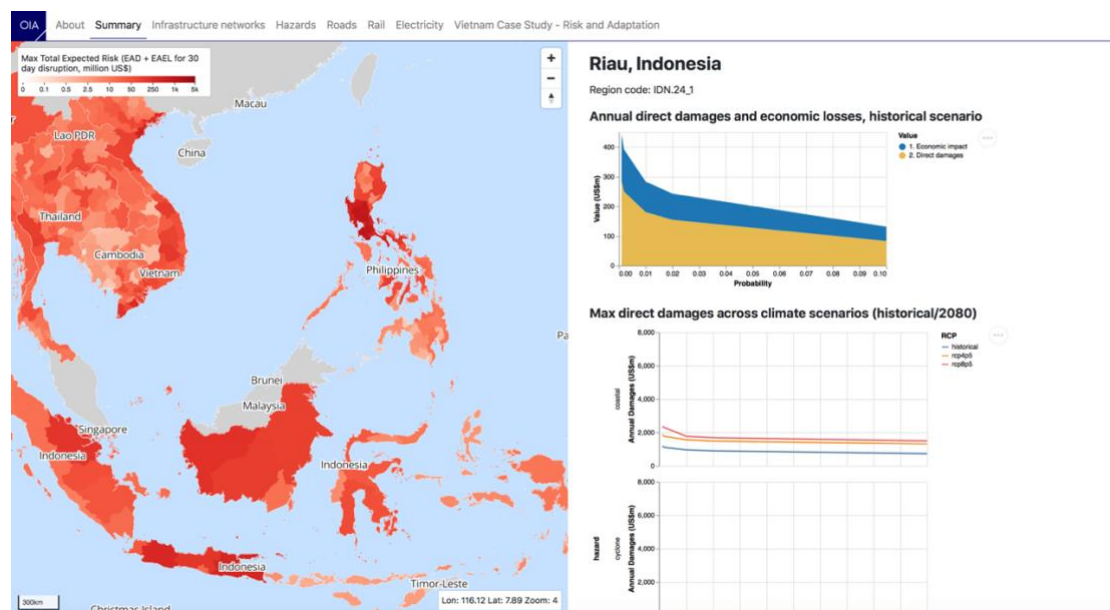 OIA About Summary Infrastructure networks Hazards Roads Rail Electricity Vietnam Case Study - Risk and Adaptation
Max Total Expected Risk (EAD + EAEL for 30
day disruption, million US$)
0 0.1 0.5 2.5 10 50 250 1k 5k
+
−
Macau
Lao PDR
China
Thailand
Cambodia
Vietnam
Philippines
Pa
Brunei
Malaysia
Singapore
Indonesia
Indonesia
Indonesia
Timor-Leste
Christmas Island
300km
Lon: 116.12 Lat: 7.89 Zoom: 4
Riau, Indonesia
Region code: IDN.24_1
Annual direct damages and economic losses, historical scenario
Value (US$m)
400
300
200
100
0
0.00 0.01 0.02 0.03 0.04 0.05 0.06 0.07 0.08 0.09 0.10
Probability
Value
1. Economic impact
2. Direct damages
Max direct damages across climate scenarios (historical/2080)
coastal
Annual Damages (US$m)
8,000
6,000
4,000
2,000
0
RCP
historical
rcp4p5
rcp8p5
hazard
cyclone
Annual Damages (US$m)
8,000
6,000
4,000
2,000